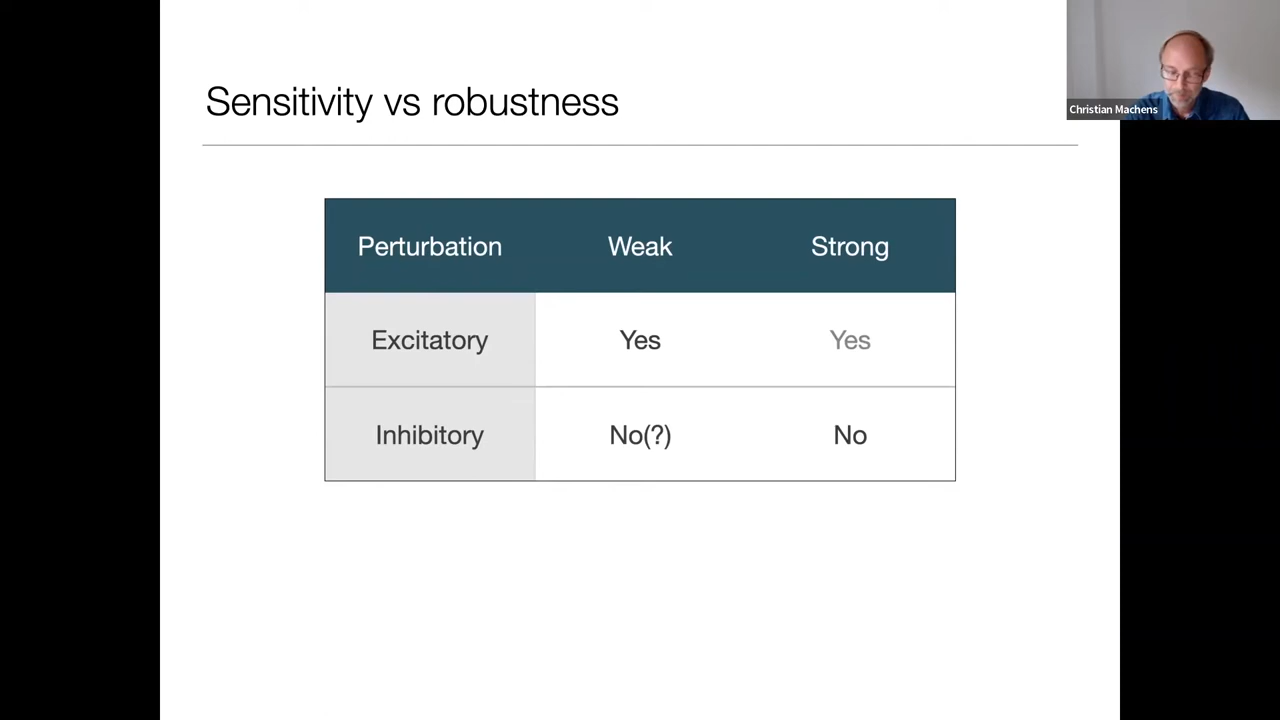 Sensitivity vs robustness
Christian Machens
Perturbation Weak Strong
Excitatory Yes Yes
Inhibitory No(?) No